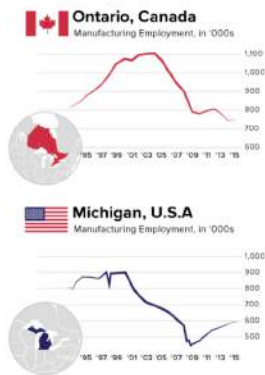 Ontario, Canada
Manufacturing Employment, in '000s
1,100
1,000
900
800
700
600
'95 '97 '99 '01 '03 '05 '07 '09 '11 '13 '15
Michigan, U.S.A
Manufacturing Employment, in '000s
1,000
900
800
700
600
500
'95 '97 '99 '01 '03 '05 '07 '09 '11 '13 '15